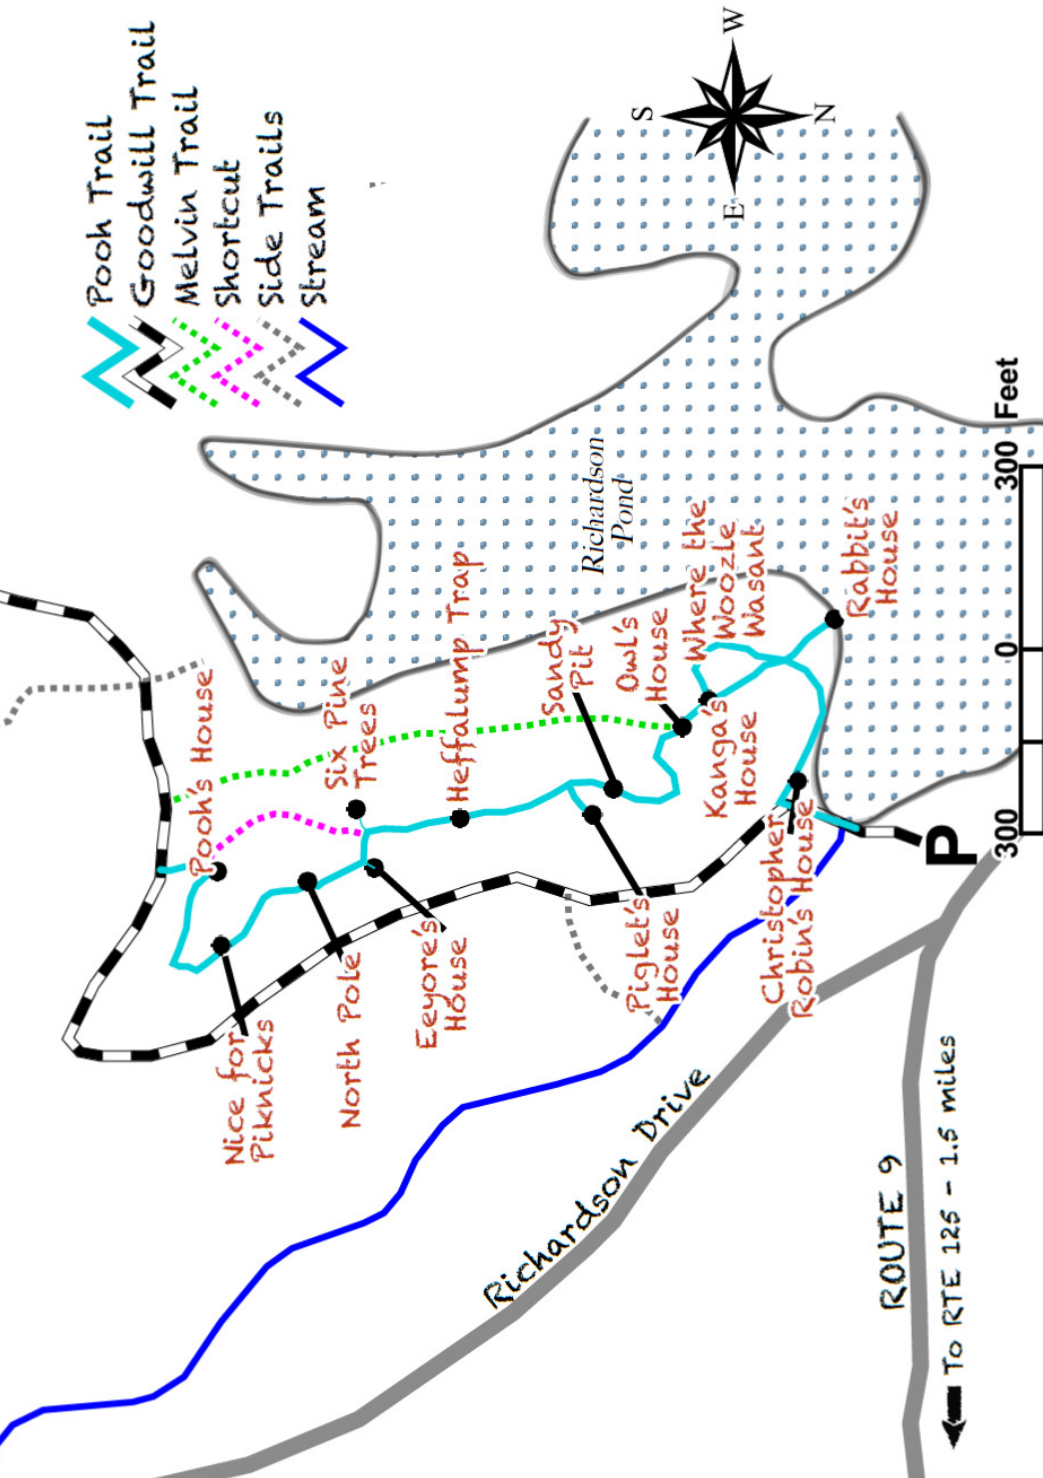 Pooh Trail
Goodwill Trail
Melvin Trail
Shortcut
Side Trails
Stream
S
W
E
N
Richardson
Pond
Pooh's House
Six Pine
Trees
Heffalump Trap
Sandy
Pit
Owl's
House
Where the
Woozle
Wasant
Rabbit's
House
Kanga's
House
Nice for
Piknicks
North Pole
Eeyore's
House
Piglet's
House
Christopher
Robin's House
P
300 0 300 Feet
Richardson Drive
ROUTE 9
To RTE 125 - 1.5 miles